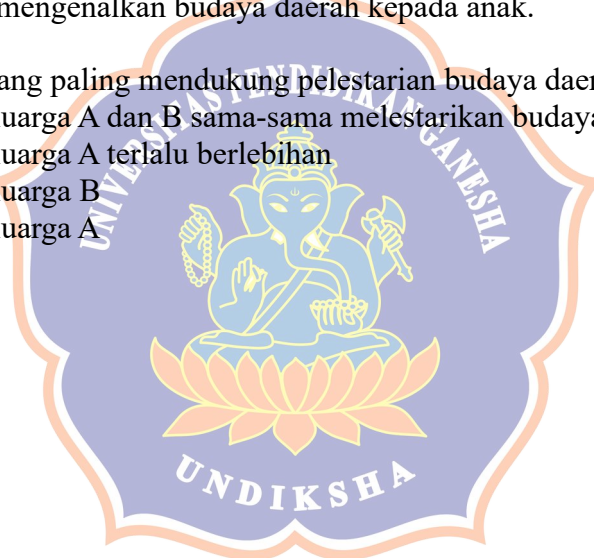 mengenalkan budaya daerah kepada anak.
ang paling mendukung pelestarian budaya daer
uarga A dan B sama-sama melestarikan budaya
uarga A terlalu berlebihan
uarga B
uarga A
UNIVERSITAS PENDIDIKAN GANESHA
UNDIKSHA